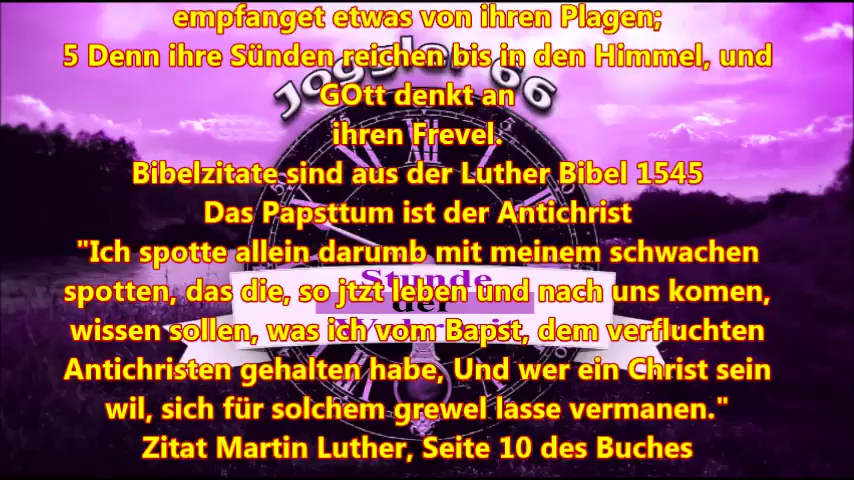 empfanget etwas von ihren Plagen;
5 Denn ihre Sünden reichen bis in den Himmel, und
Joggler 66
GOtt denkt an
ihren Frevel.
Bibelzitate sind aus der Luther Bibel 1545
Das Papsttum ist der Antichrist
"Ich spotte allein darumb mit meinem schwachen
Stunde
spotten, das die, so jtzt leben und nach uns komen,
der
wissen sollen, was ich vom Bapst, dem verfluchten
Antichristen gehalten habe, Und wer ein Christ sein
wil, sich für solchem grewel lasse vermanen."
Zitat Martin Luther, Seite 10 des Buches